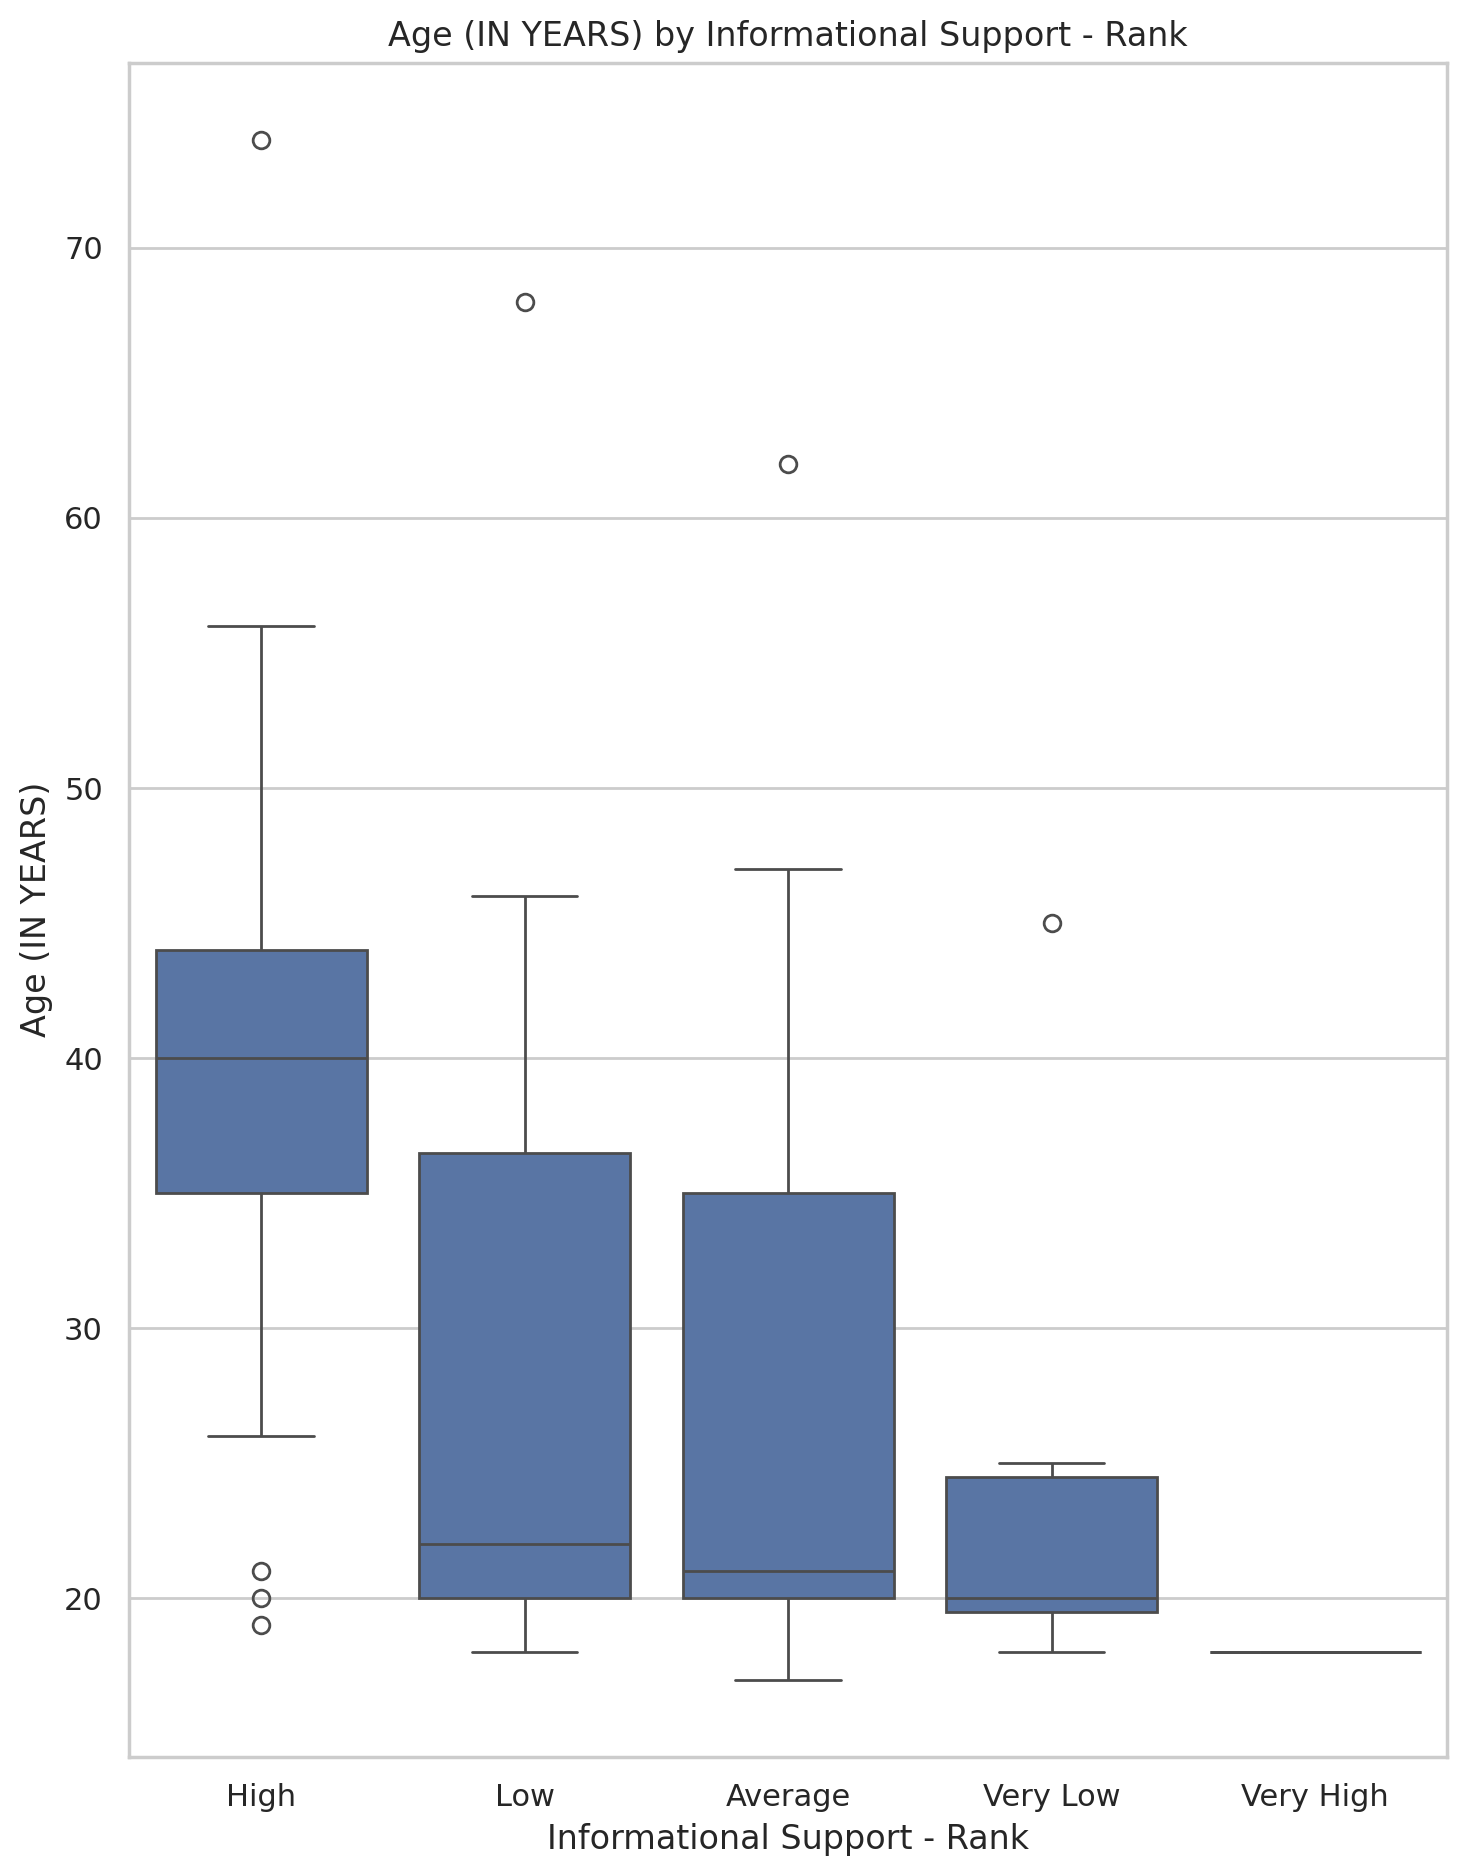 Age (IN YEARS) by Informational Support - Rank
Age (IN YEARS)
70
60
50
40
30
20
High Low Average Very Low Very High
Informational Support - Rank